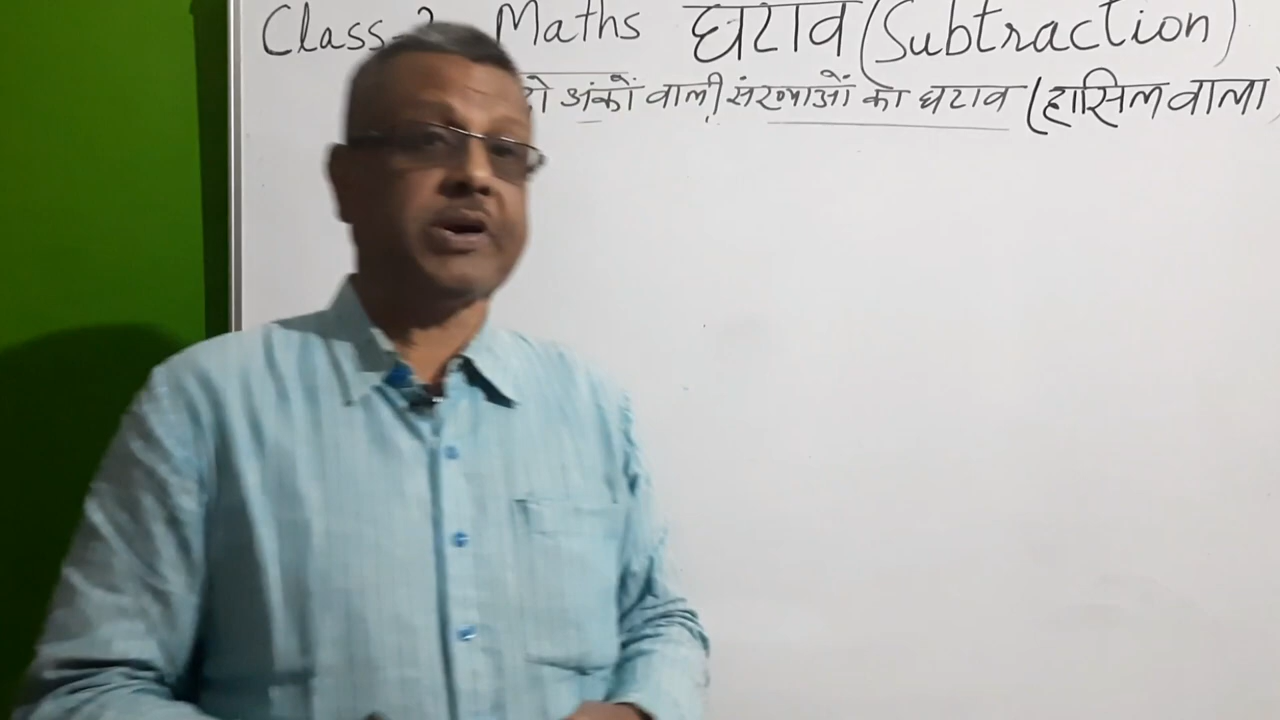 Class- Maths घटाव (Subtraction)
दो अंकों वाली संख्याओं का घटाव (हासिल वाला)